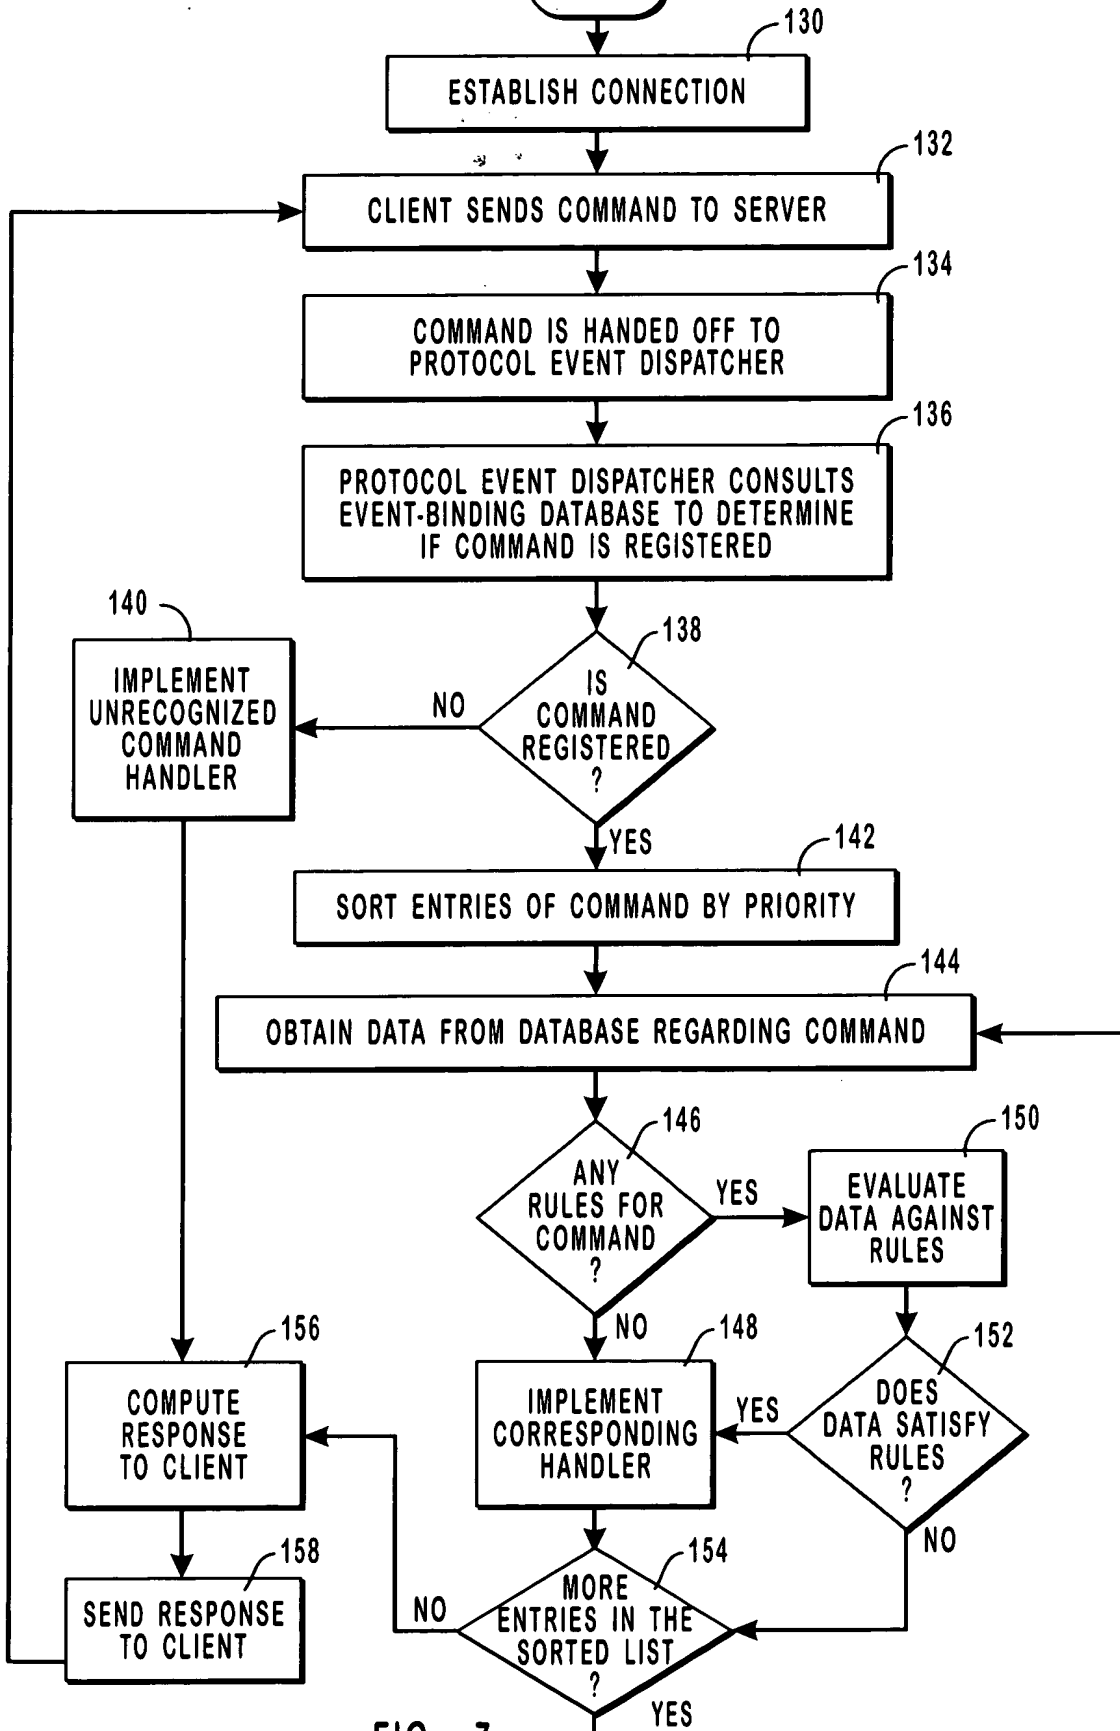 130
ESTABLISH CONNECTION
132
CLIENT SENDS COMMAND TO SERVER
134
COMMAND IS HANDED OFF TO
PROTOCOL EVENT DISPATCHER
136
PROTOCOL EVENT DISPATCHER CONSULTS
EVENT-BINDING DATABASE TO DETERMINE
IF COMMAND IS REGISTERED
138
IS
COMMAND
REGISTERED
?
NO
140
IMPLEMENT
UNRECOGNIZED
COMMAND
HANDLER
YES
142
SORT ENTRIES OF COMMAND BY PRIORITY
144
OBTAIN DATA FROM DATABASE REGARDING COMMAND
146
ANY
RULES FOR
COMMAND
?
YES
150
EVALUATE
DATA AGAINST
RULES
NO
148
IMPLEMENT
CORRESPONDING
HANDLER
152
DOES
DATA SATISFY
RULES
?
YES
NO
156
COMPUTE
RESPONSE
TO CLIENT
154
MORE
ENTRIES IN THE
SORTED LIST
?
NO
158
SEND RESPONSE
TO CLIENT
YES